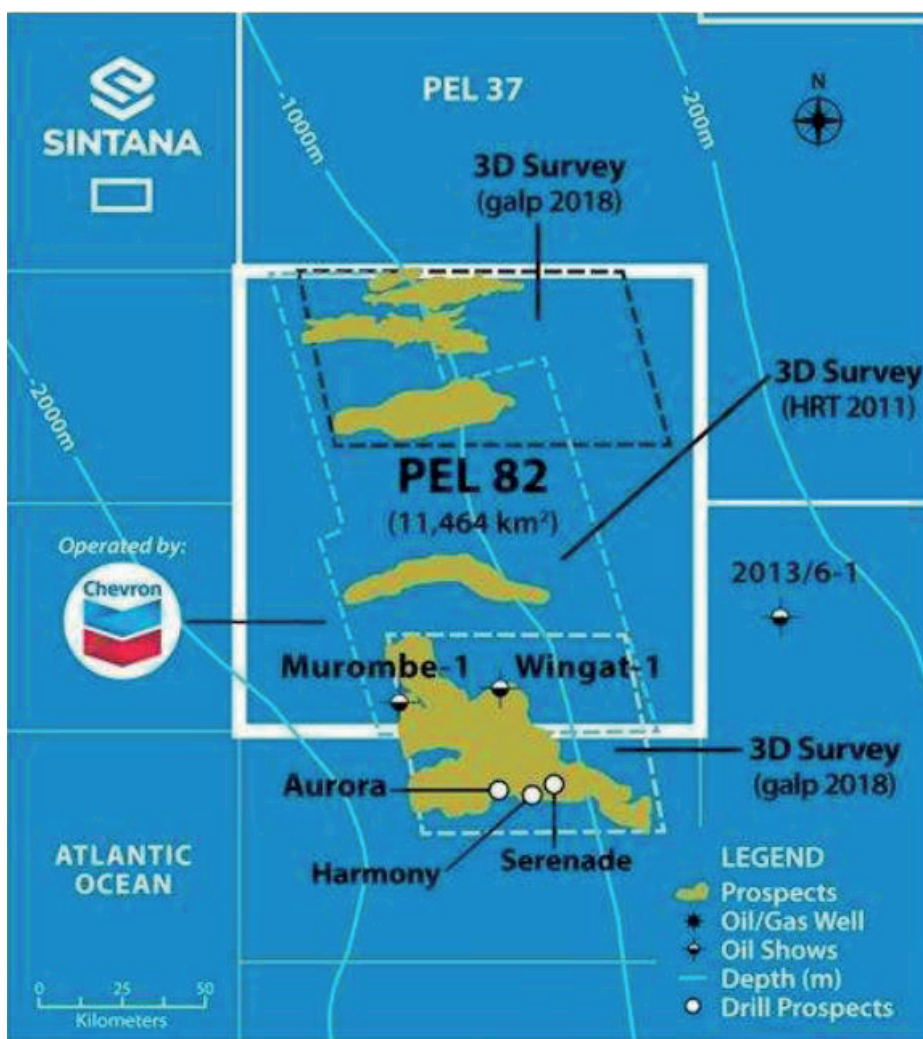 SINTANA
PEL 37
N
-1000m
-200m
3D Survey
(galp 2018)
-2000m
3D Survey
(HRT 2011)
PEL 82
(11,464 km²)
Operated by:
Chevron
2013/6-1
Murombe-1
Wingat-1
3D Survey
(galp 2018)
Aurora
Harmony
Serenade
ATLANTIC
OCEAN
LEGEND
Prospects
Oil/Gas Well
Oil Shows
Depth (m)
Drill Prospects
0 25 50
Kilometers